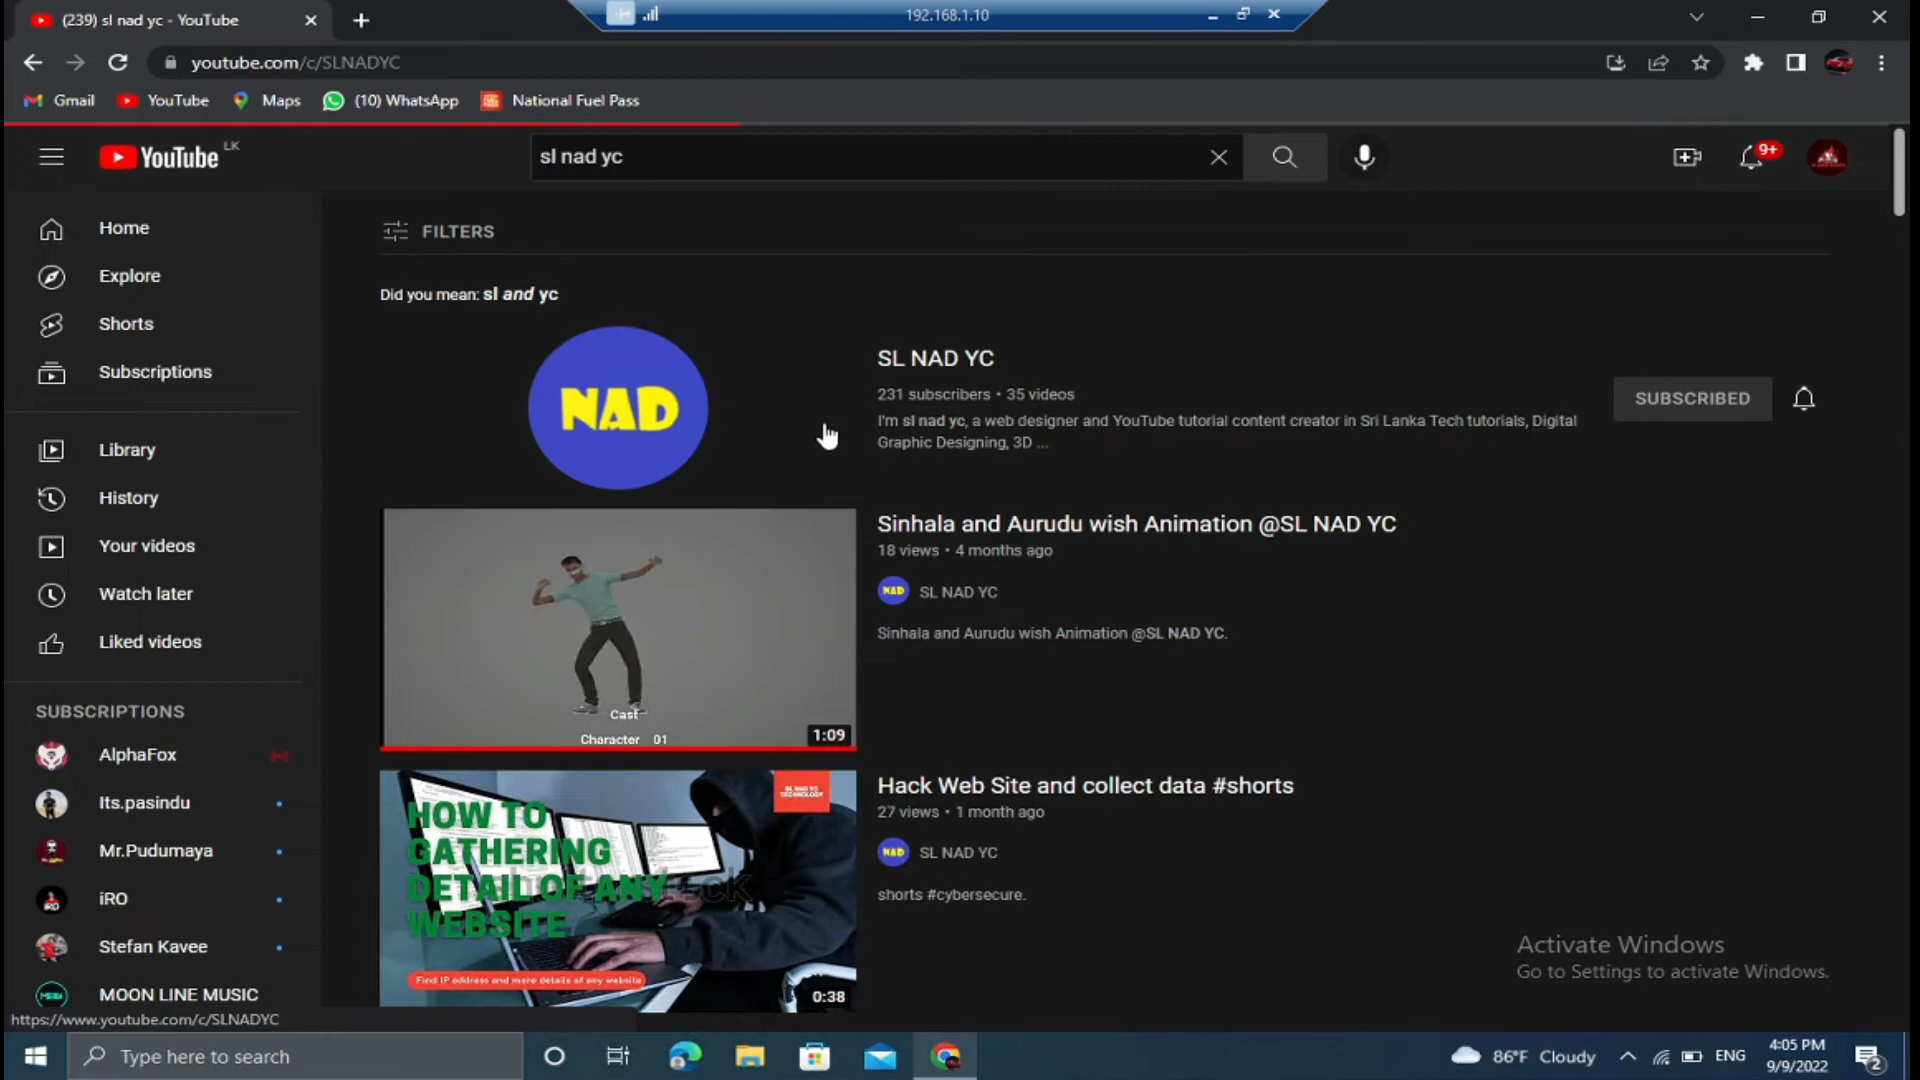 (239) sl nad yc - YouTube
192.168.1.10
youtube.com/c/SLNADYC
Gmail
YouTube
Maps
(10) WhatsApp
National Fuel Pass
YouTube LK
sl nad yc
9+
Home
Explore
Shorts
Subscriptions
Library
History
Your videos
Watch later
Liked videos
SUBSCRIPTIONS
AlphaFox
Its.pasindu
Mr.Pudumaya
iRO
Stefan Kavee
MOON LINE MUSIC
https://www.youtube.com/c/SLNADYC
FILTERS
Did you mean: sl and yc
NAD
SL NAD YC
231 subscribers • 35 videos
I'm sl nad yc, a web designer and YouTube tutorial content creator in Sri Lanka Tech tutorials, Digital
Graphic Designing, 3D ...
SUBSCRIBED
Cast
Character 01
1:09
Sinhala and Aurudu wish Animation @SL NAD YC
18 views • 4 months ago
NAD
SL NAD YC
Sinhala and Aurudu wish Animation @SL NAD YC.
SL NAD YC
TECHNOLOGY
HOW TO
GATHERING
DETAIL OF ANY
WEBSITE
Find IP address and more details of any website
0:38
Hack Web Site and collect data #shorts
27 views • 1 month ago
NAD
SL NAD YC
shorts #cybersecure.
Activate Windows
Go to Settings to activate Windows.
Type here to search
86°F Cloudy
ENG
4:05 PM
9/9/2022
2